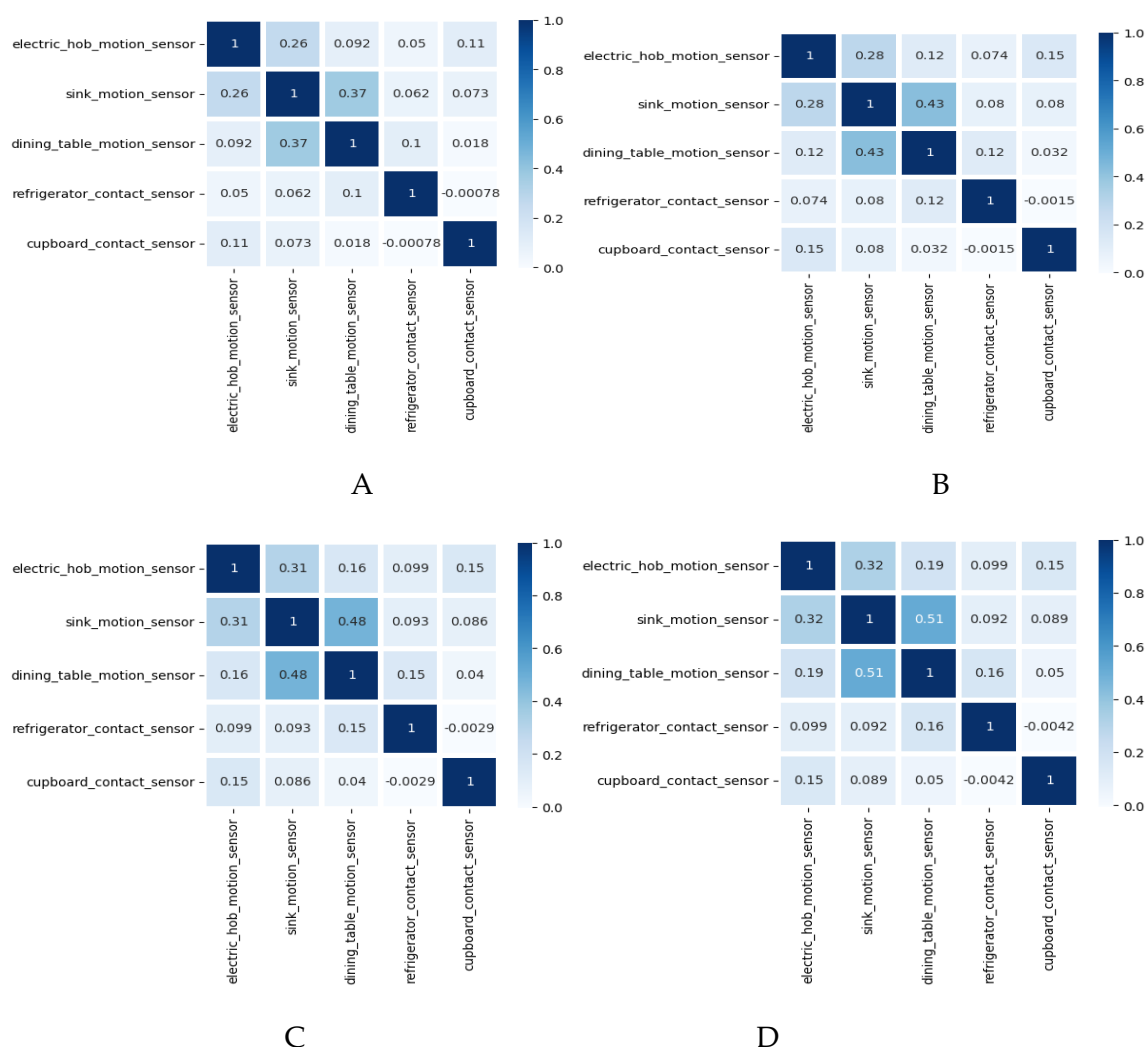 electric_hob_motion_sensor 1 0.26 0.092 0.05 0.11
sink_motion_sensor 0.26 1 0.37 0.062 0.073
dining_table_motion_sensor 0.092 0.37 1 0.1 0.018
refrigerator_contact_sensor 0.05 0.062 0.1 1 -0.00078
cupboard_contact_sensor 0.11 0.073 0.018 -0.00078 1
electric_hob_motion_sensor
sink_motion_sensor
dining_table_motion_sensor
refrigerator_contact_sensor
cupboard_contact_sensor
1.0
0.8
0.6
0.4
0.2
0.0
A
electric_hob_motion_sensor 1 0.28 0.12 0.074 0.15
sink_motion_sensor 0.28 1 0.43 0.08 0.08
dining_table_motion_sensor 0.12 0.43 1 0.12 0.032
refrigerator_contact_sensor 0.074 0.08 0.12 1 -0.0015
cupboard_contact_sensor 0.15 0.08 0.032 -0.0015 1
electric_hob_motion_sensor
sink_motion_sensor
dining_table_motion_sensor
refrigerator_contact_sensor
cupboard_contact_sensor
1.0
0.8
0.6
0.4
0.2
0.0
B
electric_hob_motion_sensor 1 0.31 0.16 0.099 0.15
sink_motion_sensor 0.31 1 0.48 0.093 0.086
dining_table_motion_sensor 0.16 0.48 1 0.15 0.04
refrigerator_contact_sensor 0.099 0.093 0.15 1 -0.0029
cupboard_contact_sensor 0.15 0.086 0.04 -0.0029 1
electric_hob_motion_sensor
sink_motion_sensor
dining_table_motion_sensor
refrigerator_contact_sensor
cupboard_contact_sensor
1.0
0.8
0.6
0.4
0.2
0.0
C
electric_hob_motion_sensor 1 0.32 0.19 0.099 0.15
sink_motion_sensor 0.32 1 0.51 0.092 0.089
dining_table_motion_sensor 0.19 0.51 1 0.16 0.05
refrigerator_contact_sensor 0.099 0.092 0.16 1 -0.0042
cupboard_contact_sensor 0.15 0.089 0.05 -0.0042 1
electric_hob_motion_sensor
sink_motion_sensor
dining_table_motion_sensor
refrigerator_contact_sensor
cupboard_contact_sensor
1.0
0.8
0.6
0.4
0.2
0.0
D